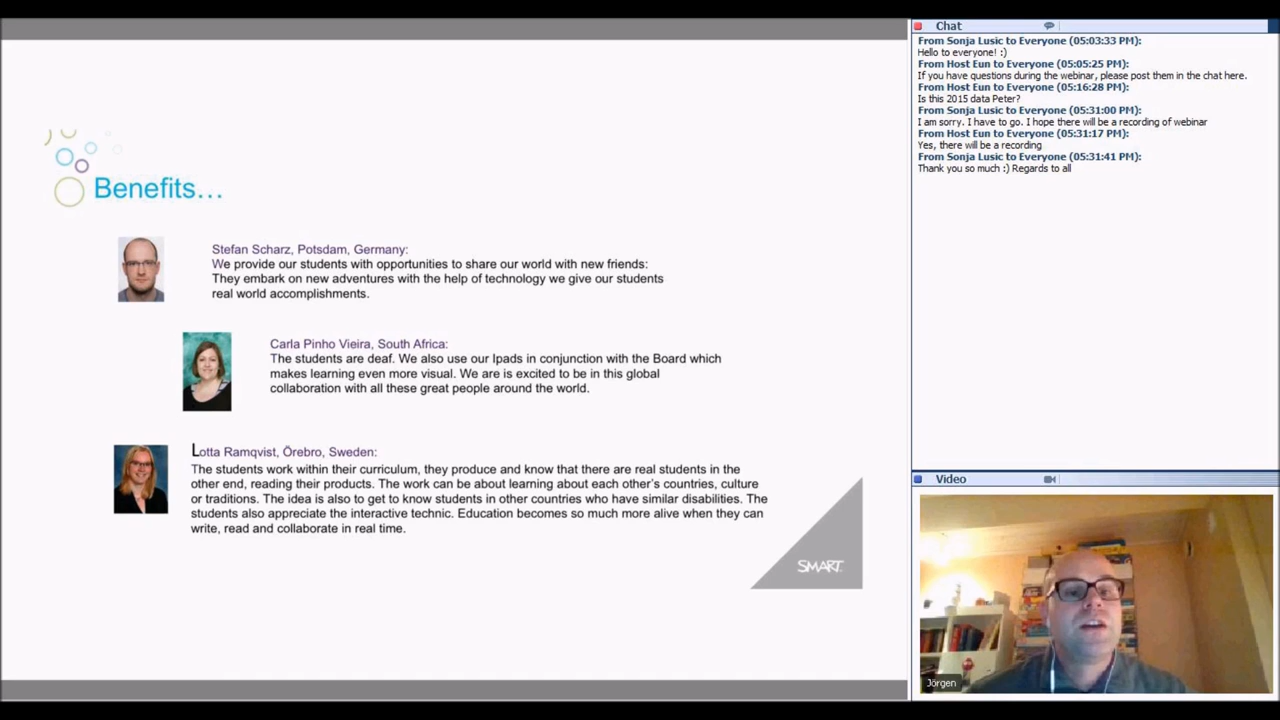 Benefits…
Stefan Scharz, Potsdam, Germany:
We provide our students with opportunities to share our world with new friends:
They embark on new adventures with the help of technology we give our students
real world accomplishments.
Carla Pinho Vieira, South Africa:
The students are deaf. We also use our Ipads in conjunction with the Board which
makes learning even more visual. We are is excited to be in this global
collaboration with all these great people around the world.
Lotta Ramqvist, Örebro, Sweden:
The students work within their curriculum, they produce and know that there are real students in the
other end, reading their products. The work can be about learning about each other's countries, culture
or traditions. The idea is also to get to know students in other countries who have similar disabilities. The
students also appreciate the interactive technic. Education becomes so much more alive when they can
write, read and collaborate in real time.
SMART
Chat
From Sonja Lusic to Everyone (05:03:33 PM):
Hello to everyone! :)
From Host Eun to Everyone (05:05:25 PM):
If you have questions during the webinar, please post them in the chat here.
From Host Eun to Everyone (05:16:28 PM):
Is this 2015 data Peter?
From Sonja Lusic to Everyone (05:31:00 PM):
I am sorry. I have to go. I hope there will be a recording of webinar
From Host Eun to Everyone (05:31:17 PM):
Yes, there will be a recording
From Sonja Lusic to Everyone (05:31:41 PM):
Thank you so much :) Regards to all
Video
Jörgen